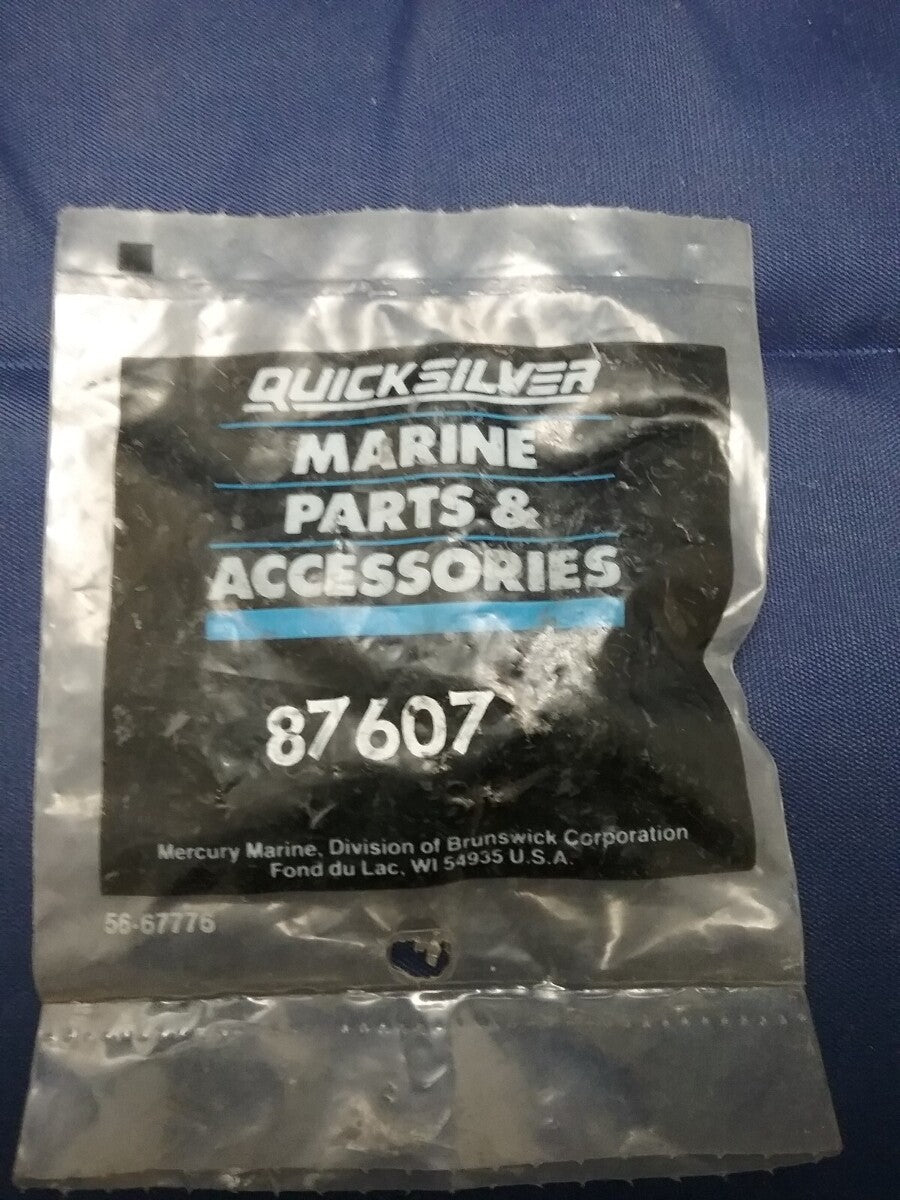 QUICKSILVER
MARINE
PARTS &
ACCESSORIES
87607
Mercury Marine, Division of Brunswick Corporation
Fond du Lac, WI 54935 U.S.A.
56-67776